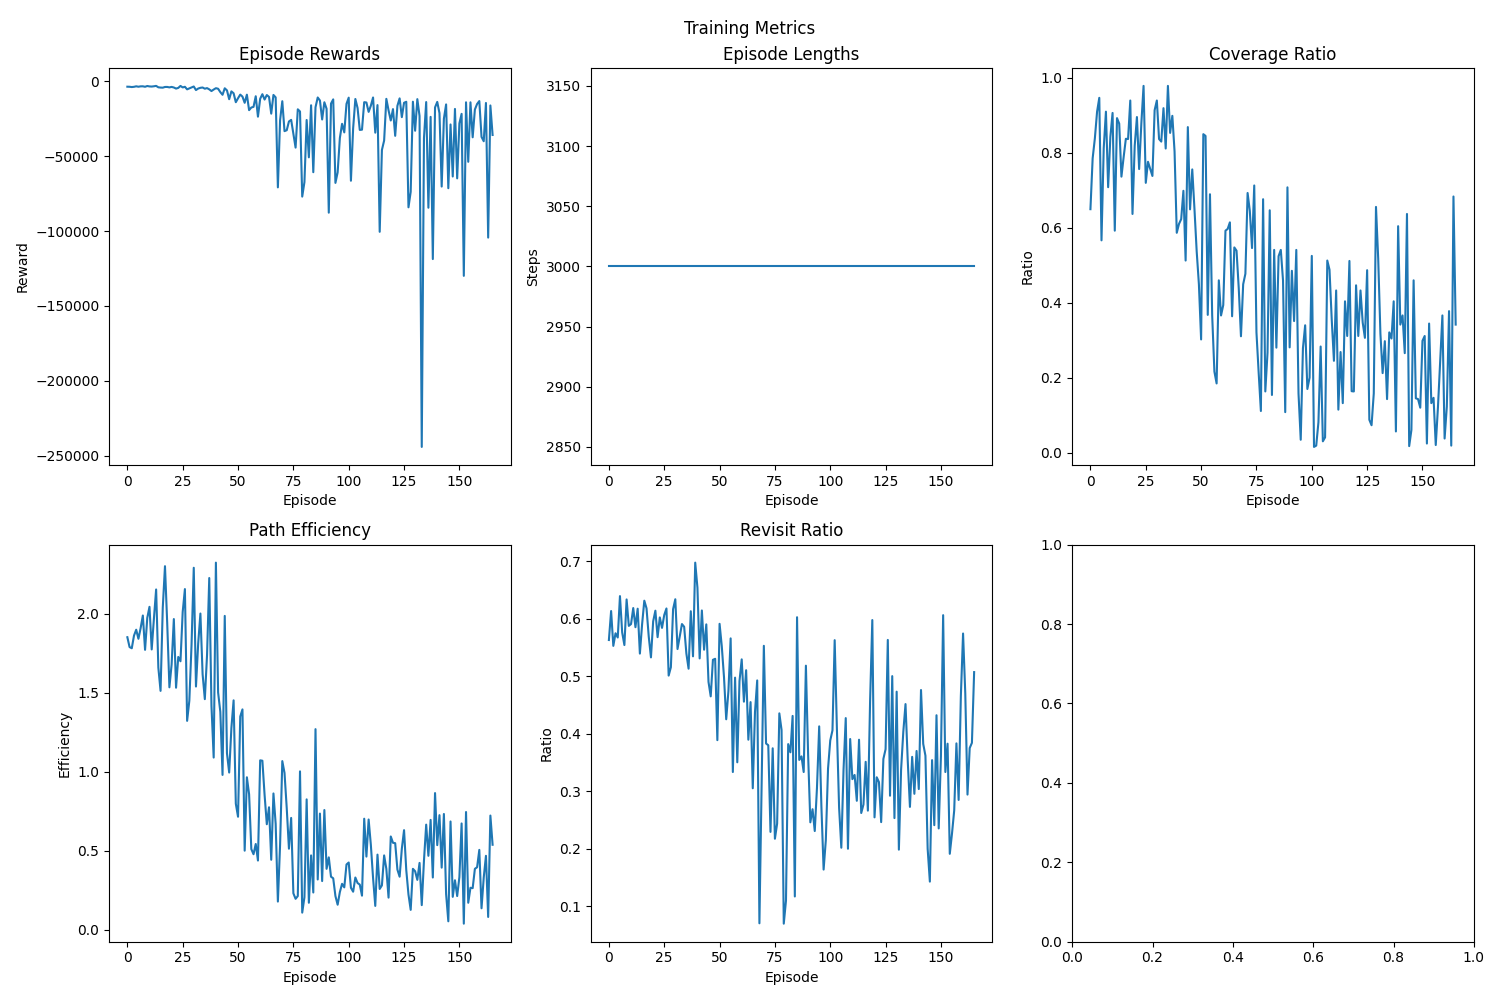 Training Metrics
Episode Rewards
0
−50000
−100000
−150000
−200000
−250000
Reward
0 25 50 75 100 125 150
Episode
Episode Lengths
3150
3100
3050
3000
2950
2900
2850
Steps
0 25 50 75 100 125 150
Episode
Coverage Ratio
1.0
0.8
0.6
0.4
0.2
0.0
Ratio
0 25 50 75 100 125 150
Episode
Path Efficiency
2.0
1.5
1.0
0.5
0.0
Efficiency
0 25 50 75 100 125 150
Episode
Revisit Ratio
0.7
0.6
0.5
0.4
0.3
0.2
0.1
Ratio
0 25 50 75 100 125 150
Episode
1.0
0.8
0.6
0.4
0.2
0.0
0.0 0.2 0.4 0.6 0.8 1.0